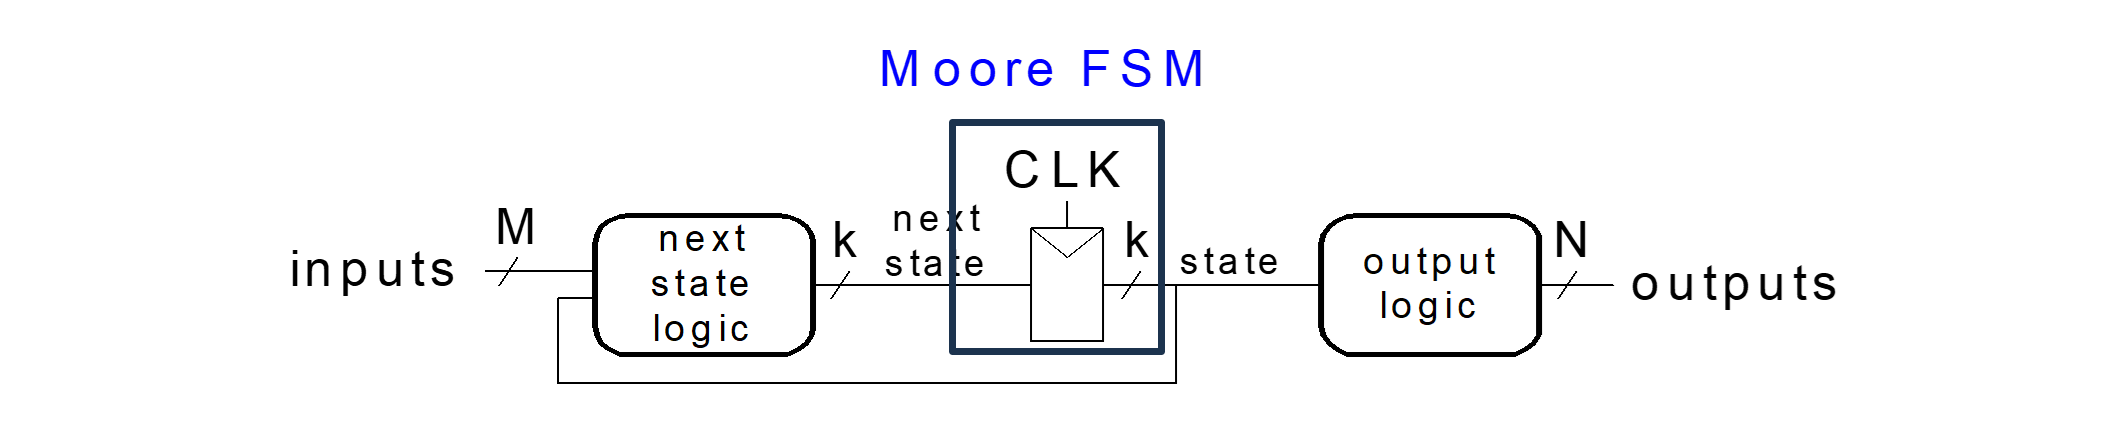 Moore FSM
CLK
M
next
state
logic
k
next
state
k
state
output
logic
N
inputs
outputs